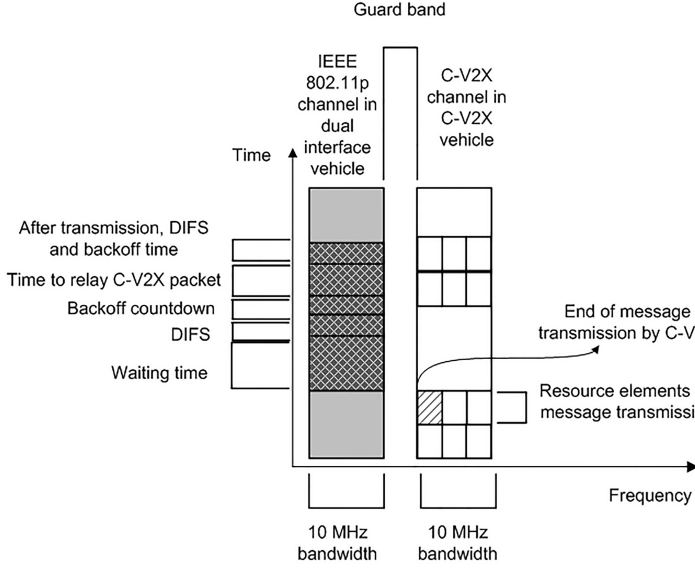 Guard band
IEEE
802.11p
channel in
dual
interface
vehicle
C-V2X
channel in
C-V2X
vehicle
Time
After transmission, DIFS
and backoff time
Time to relay C-V2X packet
Backoff countdown
DIFS
Waiting time
End of message
transmission by C-V
Resource elements
message transmissi
Frequency
10 MHz
bandwidth
10 MHz
bandwidth